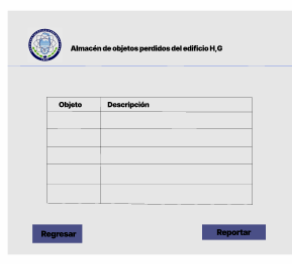 Almacén de objetos perdidos del edificio H,G
Objeto Descripción
Regresar Reportar